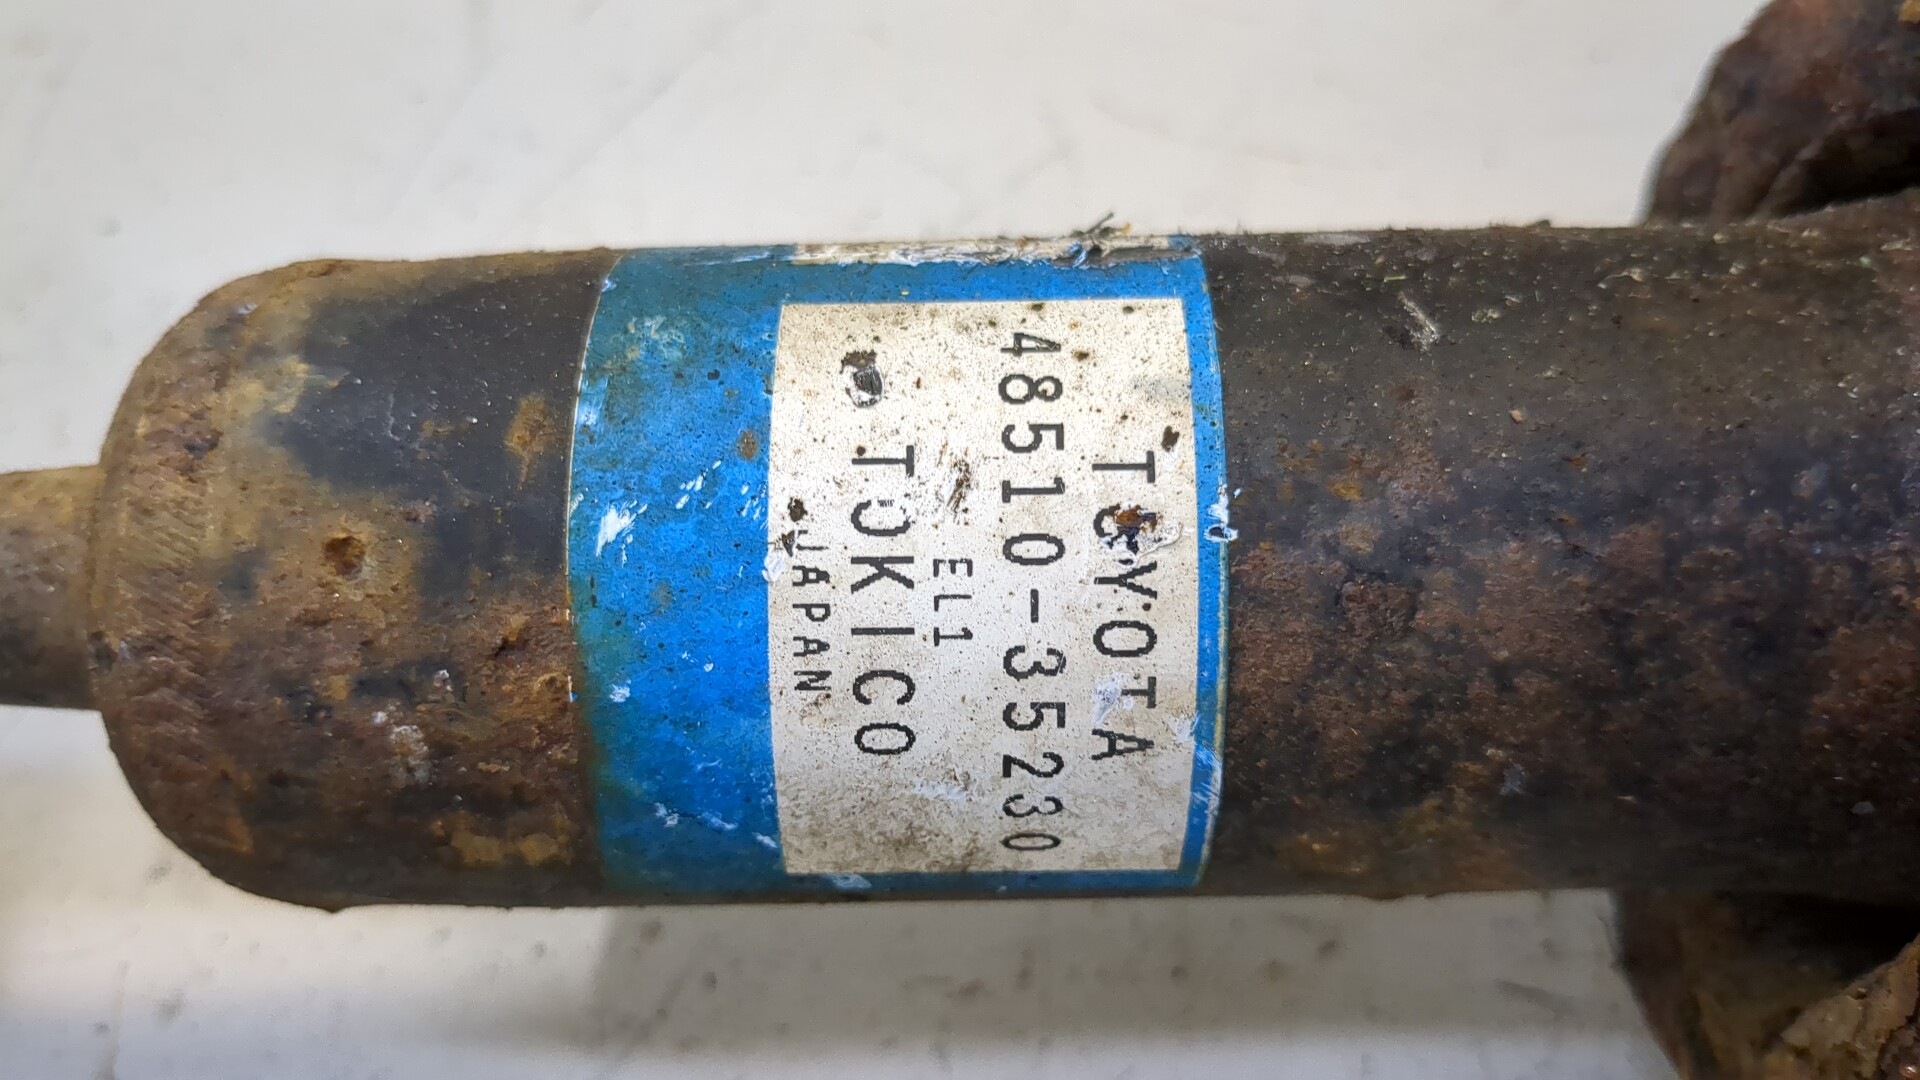 TOYOTA
48510-35230
EL1
TOKICO
JAPAN